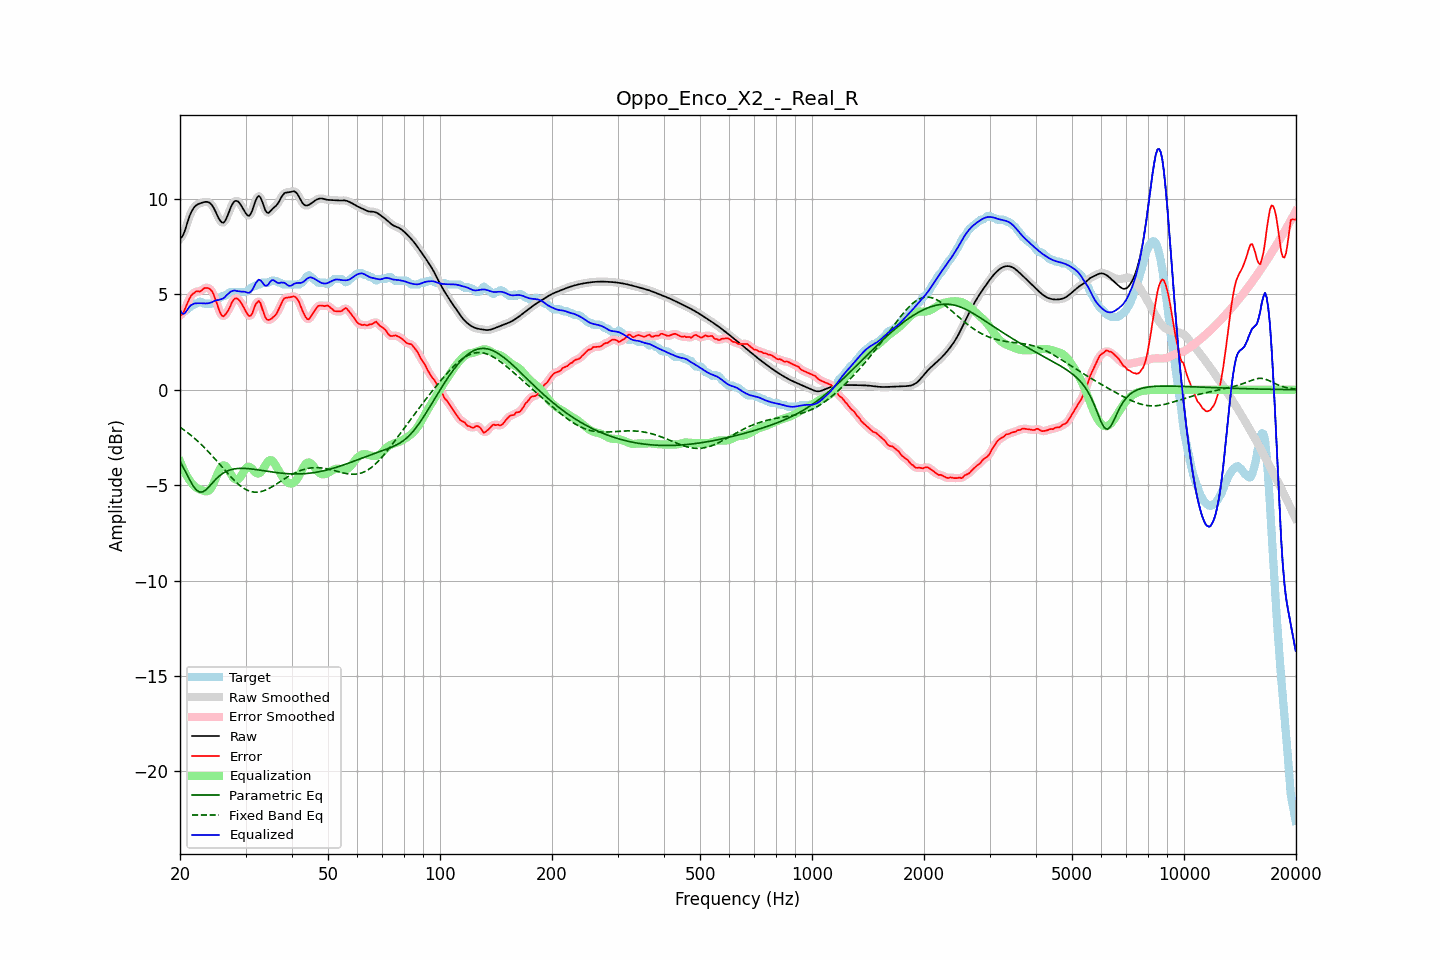 Oppo_Enco_X2_-_Real_R
10
5
0
−5
−10
−15
−20
Amplitude (dBr)
Target
Raw Smoothed
Error Smoothed
Raw
Error
Equalization
Parametric Eq
Fixed Band Eq
Equalized
20 50 100 200 500 1000 2000 5000 10000 20000
Frequency (Hz)